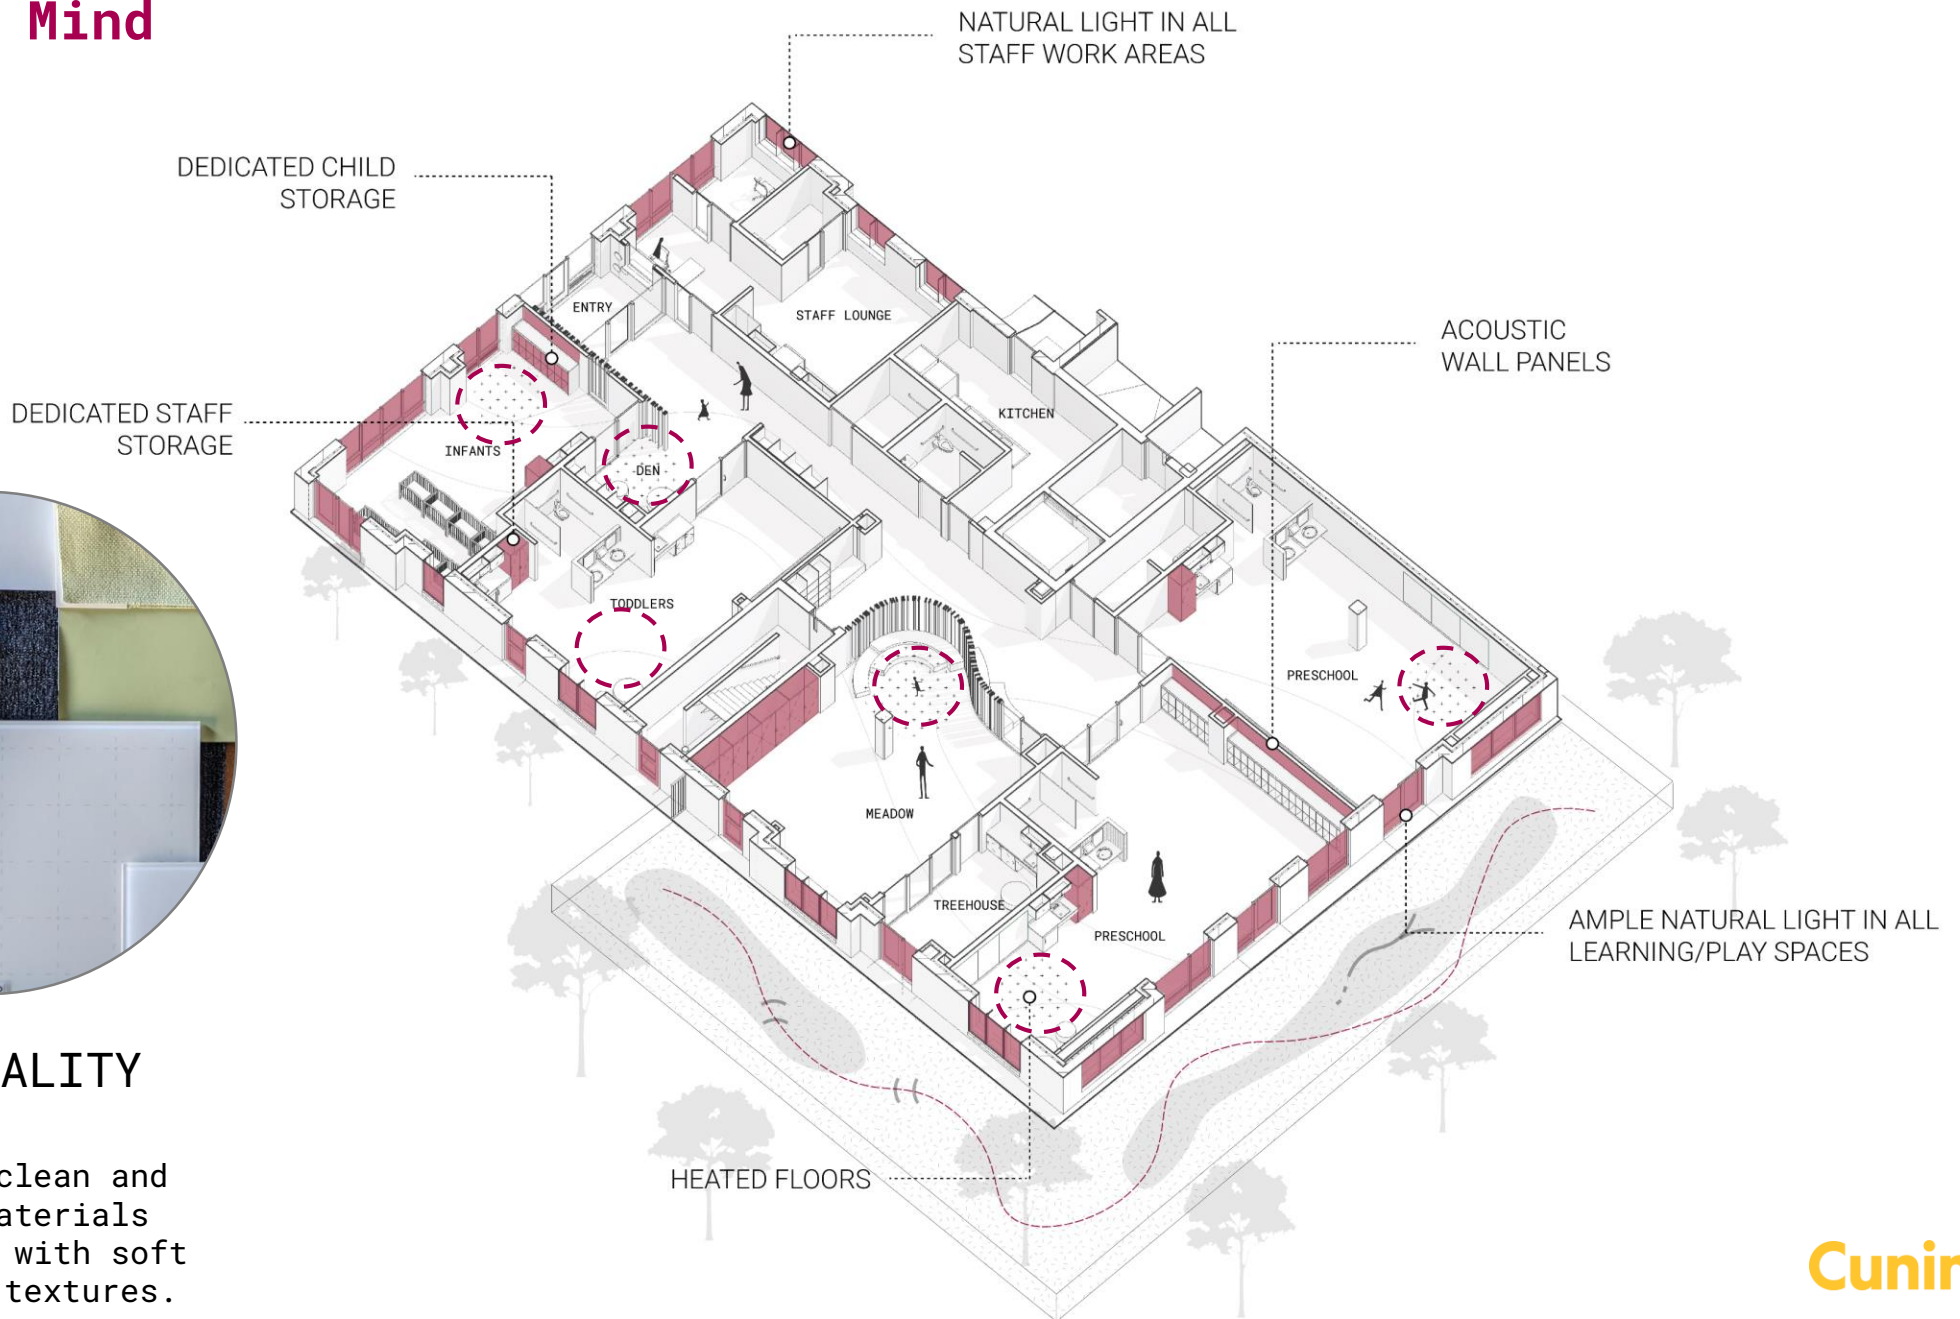 Mind
NATURAL LIGHT IN ALL
STAFF WORK AREAS
DEDICATED CHILD
STORAGE
ENTRY
STAFF LOUNGE
ACOUSTIC
WALL PANELS
DEDICATED STAFF
STORAGE
KITCHEN
INFANTS
DEN
TODDLERS
PRESCHOOL
MEADOW
TREEHOUSE
PRESCHOOL
AMPLE NATURAL LIGHT IN ALL
LEARNING/PLAY SPACES
HEATED FLOORS
ALITY
clean and
aterials
with soft
textures.
Cunin